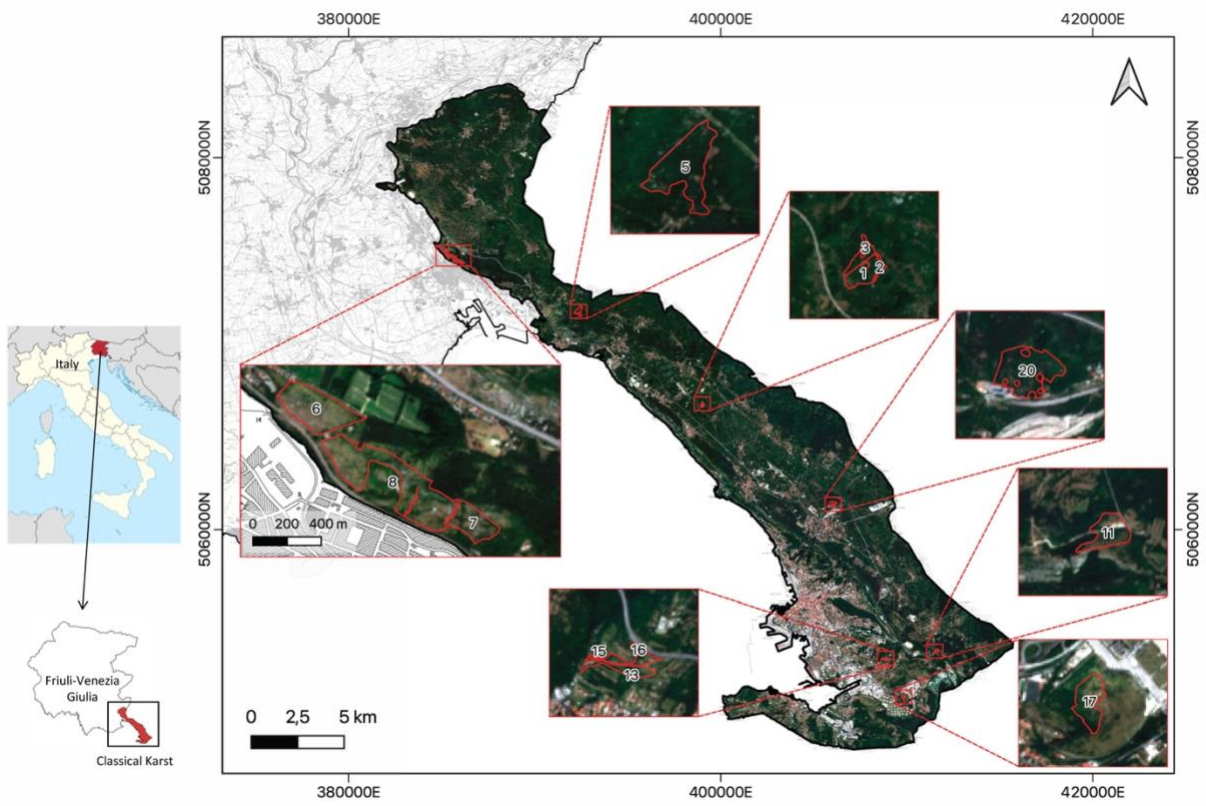 380000E
400000E
420000E
5080000N
5080000N
5
3
1
2
Italy
20
6
8
7
0 200 400 m
5060000N
5060000N
11
15
16
13
17
Friuli-Venezia
Giulia
0 2,5 5 km
Classical Karst
380000E
400000E
420000E